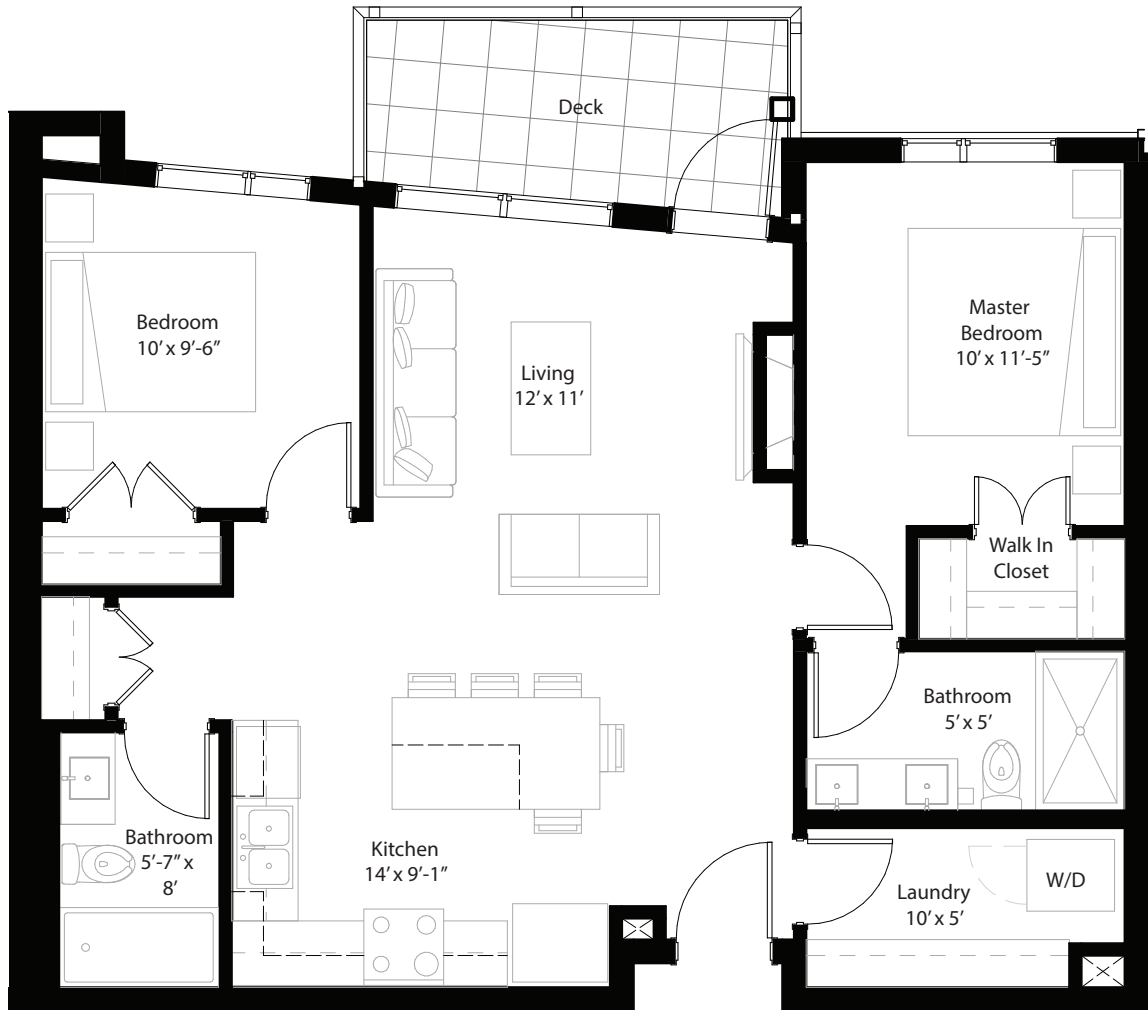 Deck
Bedroom
10’ x 9’-6”
Living
12’ x 11’
Master
Bedroom
10’ x 11’-5”
Walk In
Closet
Bathroom
5’ x 5’
Bathroom
5’-7” x
8’
Kitchen
14’ x 9’-1”
Laundry
10’ x 5’
W/D